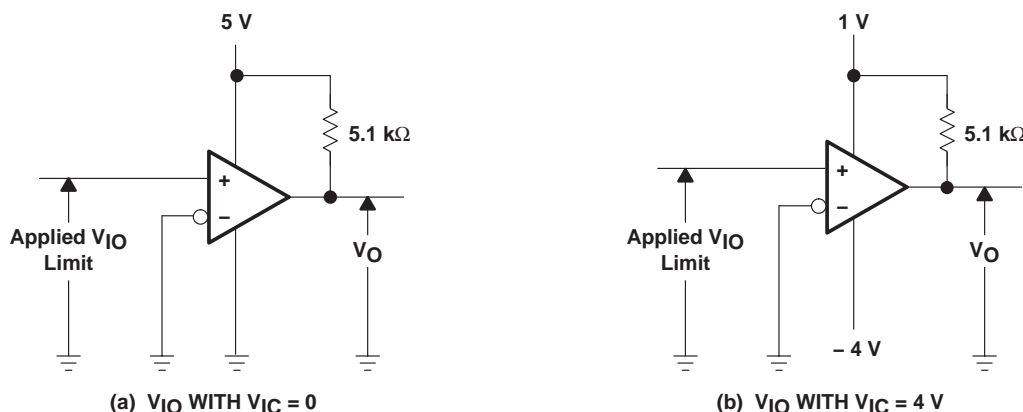 5 V
5.1 kΩ
+
−
Applied VIO
Limit
VO
(a) VIO WITH VIC = 0
1 V
5.1 kΩ
+
−
Applied VIO
Limit
VO
– 4 V
(b) VIO WITH VIC = 4 V